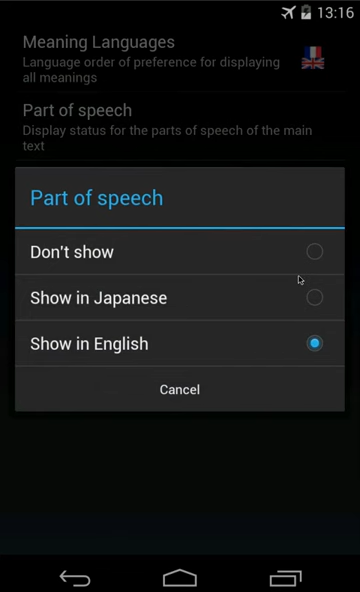 13:16
Meaning Languages
Language order of preference for displaying
all meanings
Part of speech
Display status for the parts of speech of the main
text
Part of speech
Don't show
Show in Japanese
Show in English
Cancel